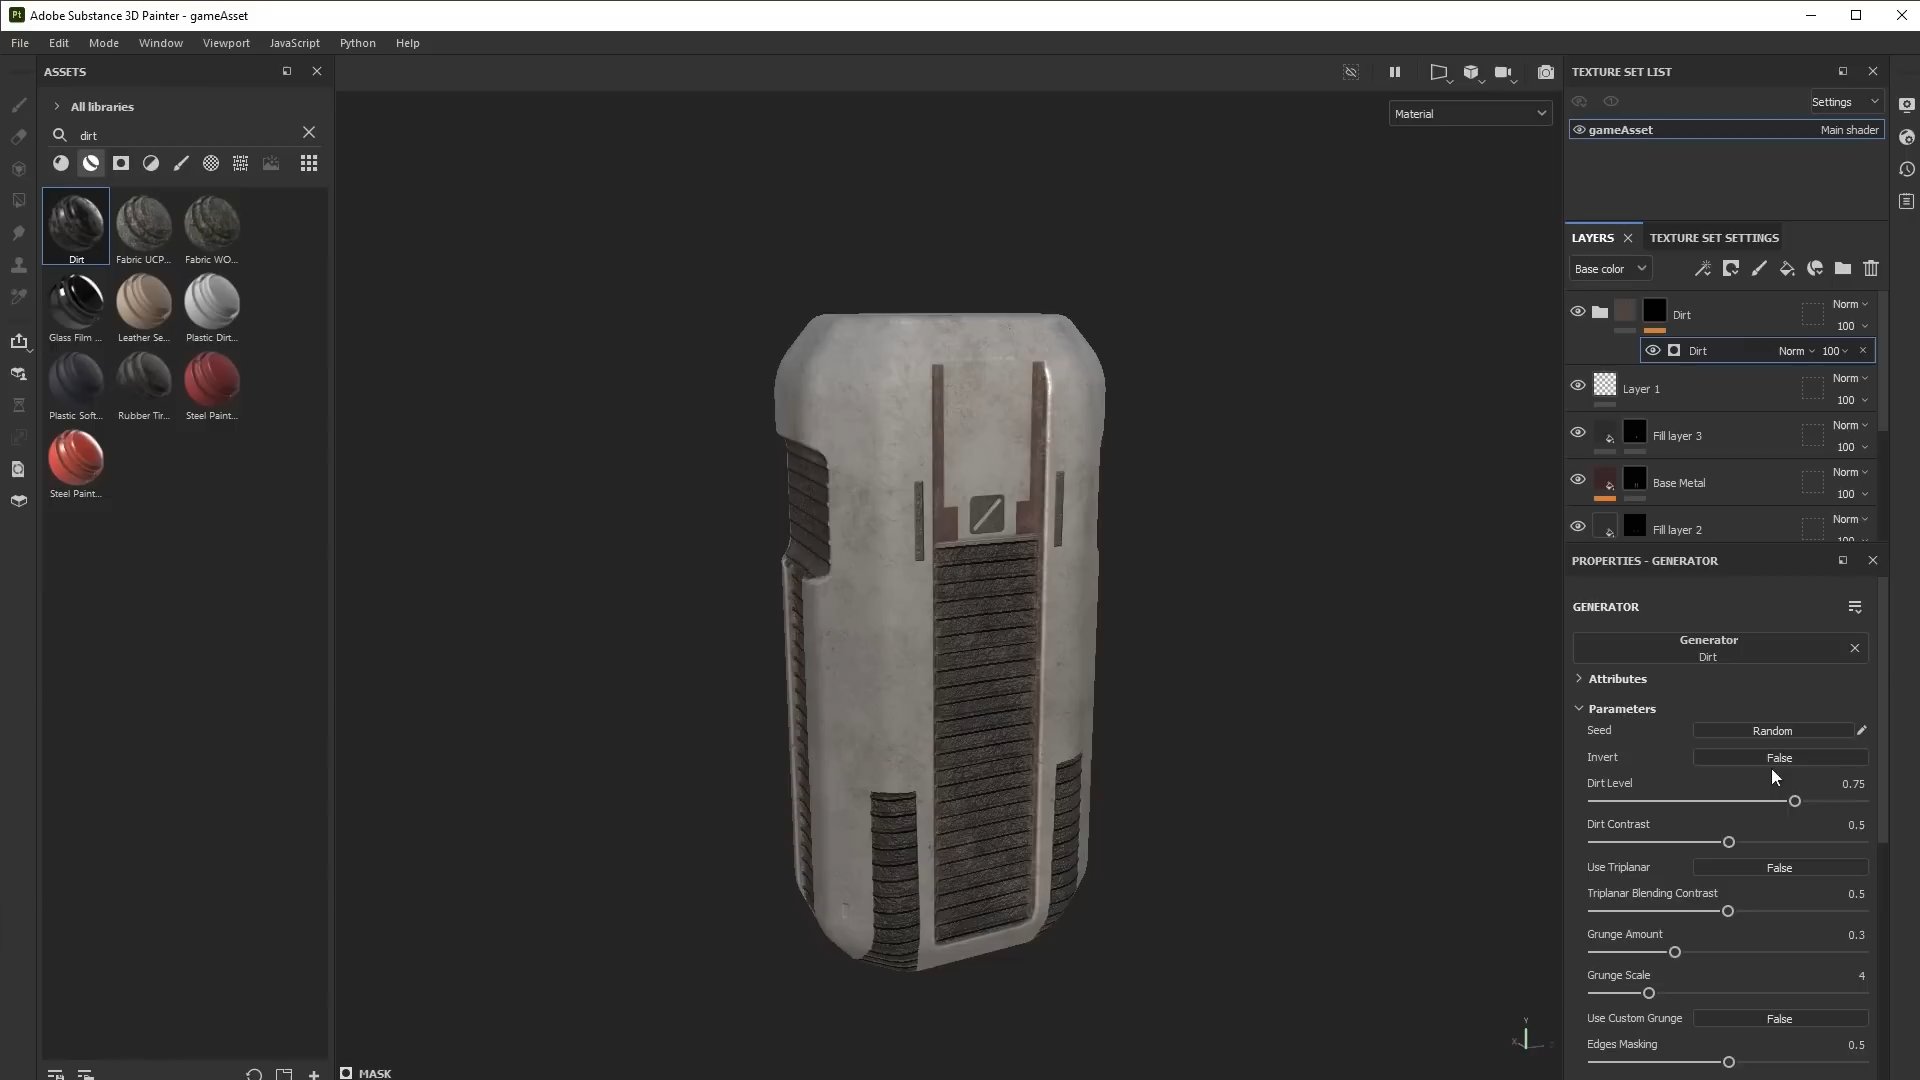 Pt Adobe Substance 3D Painter - gameAsset
File Edit Mode Window Viewport JavaScript Python Help
ASSETS
All libraries
dirt
Dirt Fabric UCP... Fabric WO...
Glass Film ... Leather Se... Plastic Dirt...
Plastic Soft... Rubber Tir... Steel Paint...
Steel Paint...
Material
MASK
Y
TEXTURE SET LIST
Settings
gameAsset Main shader
LAYERS TEXTURE SET SETTINGS
Base color
Dirt Norm
100
Dirt Norm 100
Layer 1 Norm
100
Fill layer 3 Norm
100
Base Metal Norm
100
Fill layer 2 Norm
100
PROPERTIES - GENERATOR
GENERATOR
Generator
Dirt
Attributes
Parameters
Seed Random
Invert False
Dirt Level 0.75
Dirt Contrast 0.5
Use Triplanar False
Triplanar Blending Contrast 0.5
Grunge Amount 0.3
Grunge Scale 4
Use Custom Grunge False
Edges Masking 0.5